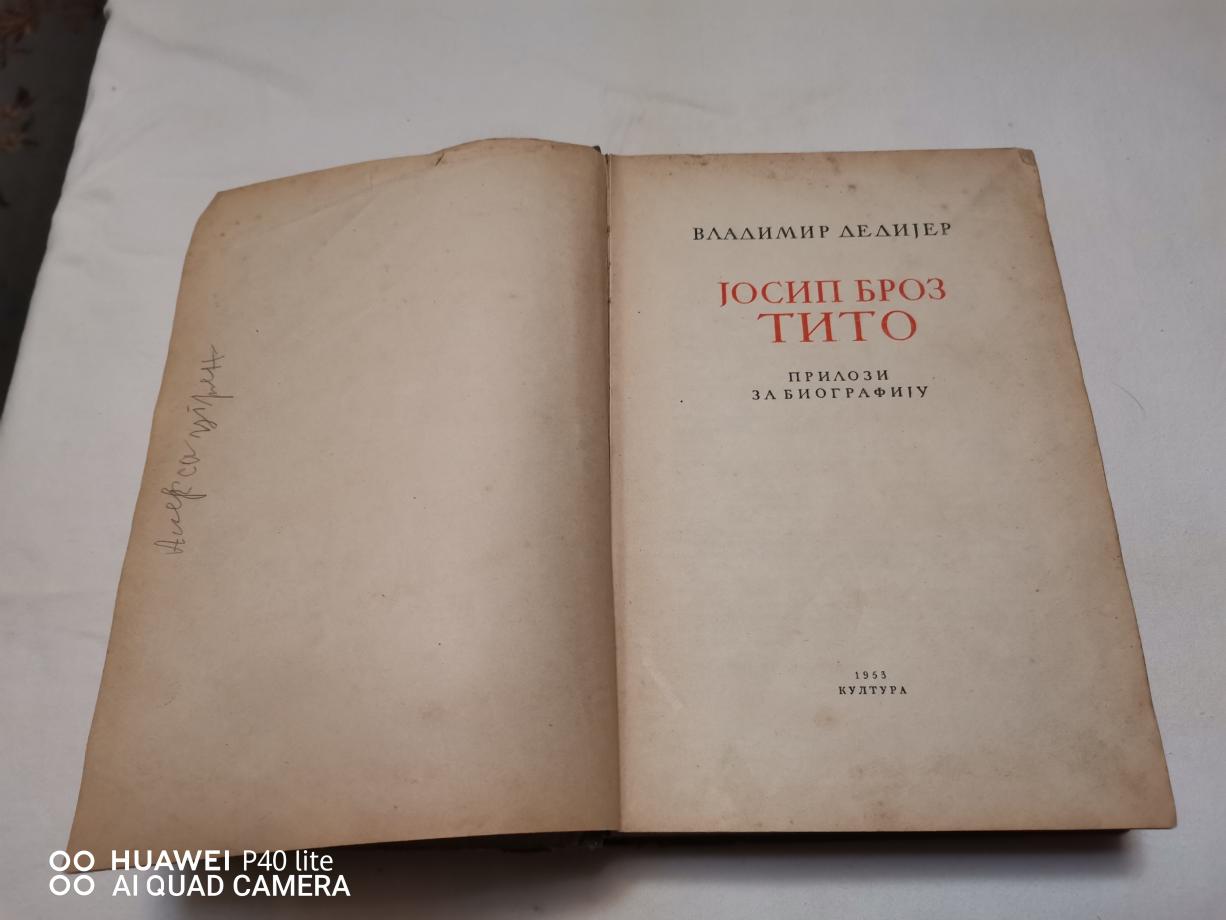 ВЛАДИМИР ДЕДИЈЕР
ЈОСИП БРОЗ
ТИТО
ПРИЛОЗИ
ЗА БИОГРАФИЈУ
1953
КУЛТУРА
HUAWEI P40 lite
AI QUAD CAMERA